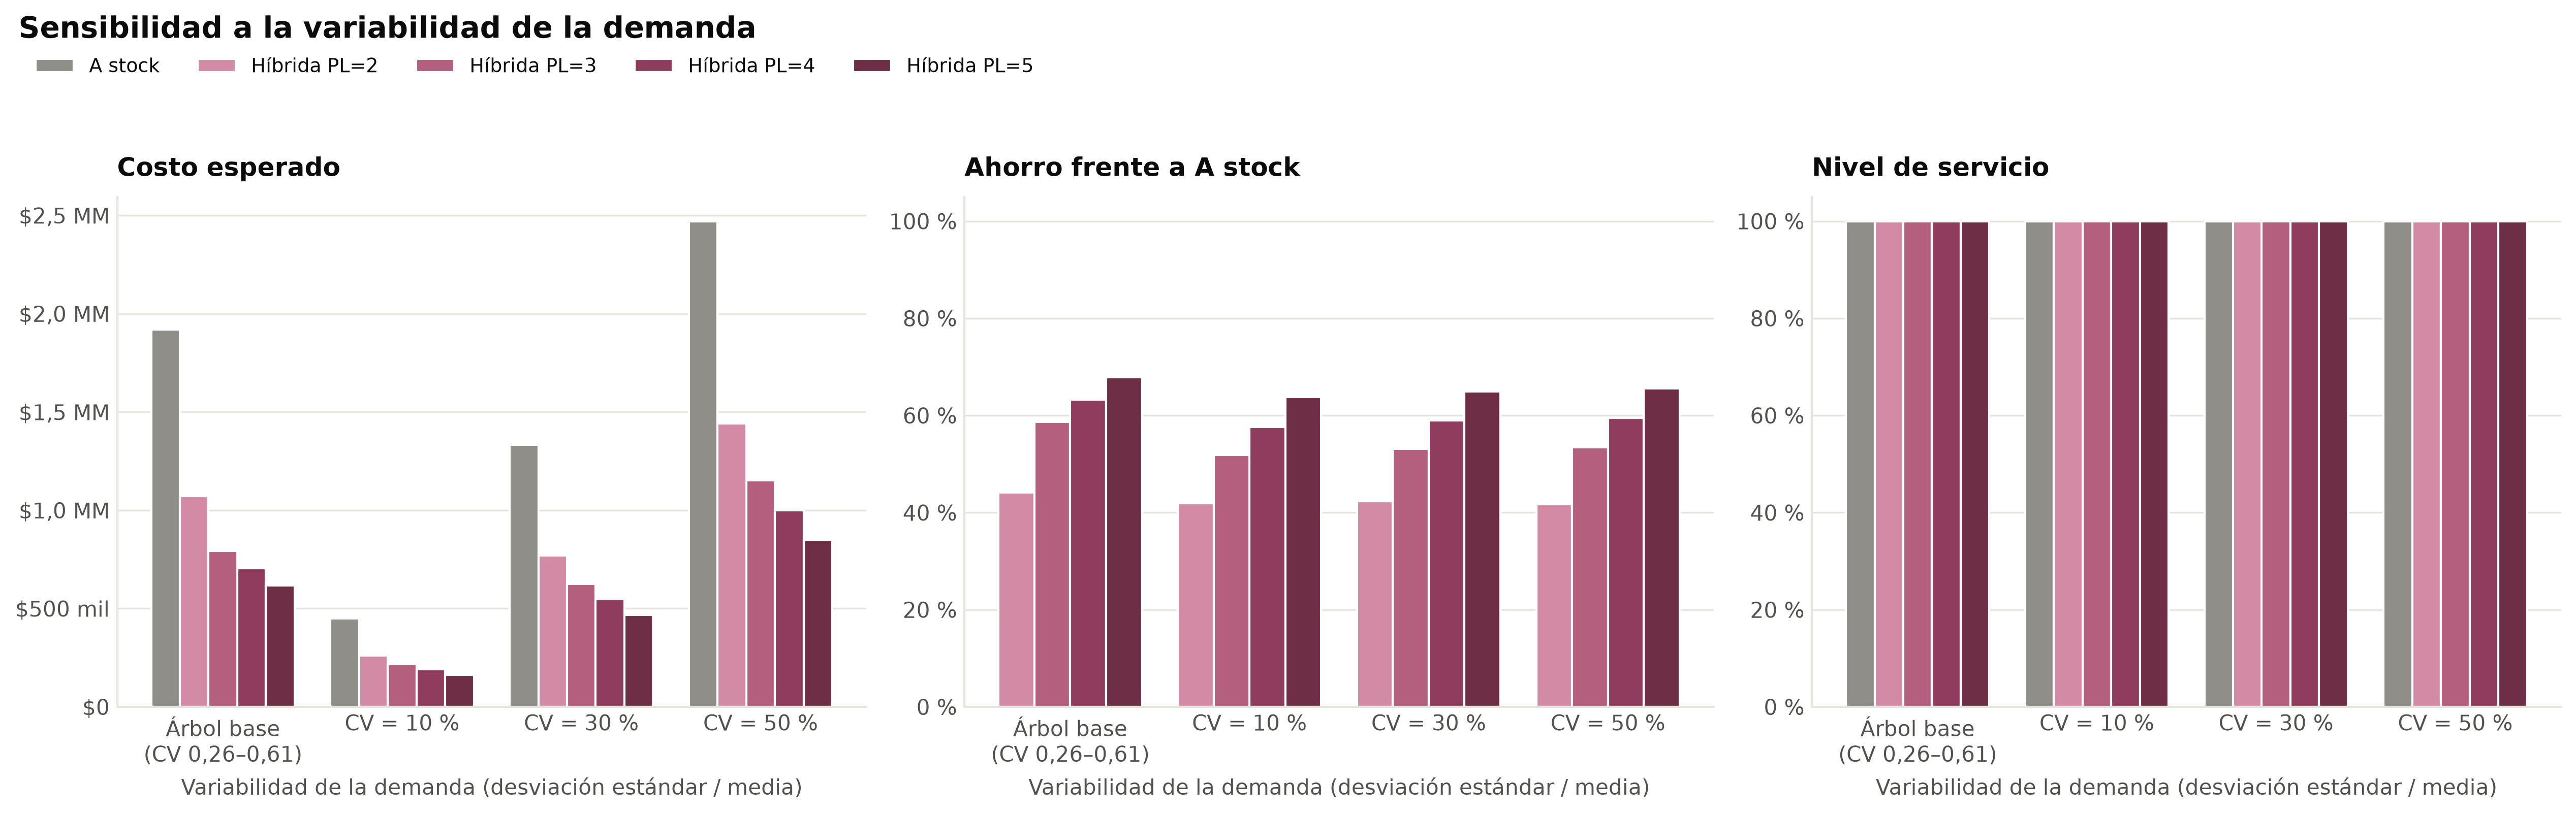 Sensibilidad a la variabilidad de la demanda
A stock
Híbrida PL=2
Híbrida PL=3
Híbrida PL=4
Híbrida PL=5
Costo esperado
$2,5 MM
$2,0 MM
$1,5 MM
$1,0 MM
$500 mil
$0
Árbol base
(CV 0,26–0,61)
CV = 10 %
CV = 30 %
CV = 50 %
Variabilidad de la demanda (desviación estándar / media)
Ahorro frente a A stock
100 %
80 %
60 %
40 %
20 %
0 %
Árbol base
(CV 0,26–0,61)
CV = 10 %
CV = 30 %
CV = 50 %
Variabilidad de la demanda (desviación estándar / media)
Nivel de servicio
100 %
80 %
60 %
40 %
20 %
0 %
Árbol base
(CV 0,26–0,61)
CV = 10 %
CV = 30 %
CV = 50 %
Variabilidad de la demanda (desviación estándar / media)